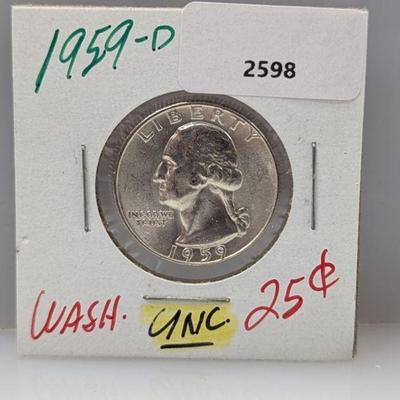 1959-D
2598
LIBERTY
IN GOD WE
TRUST
1959
WASH. UNC. 25¢